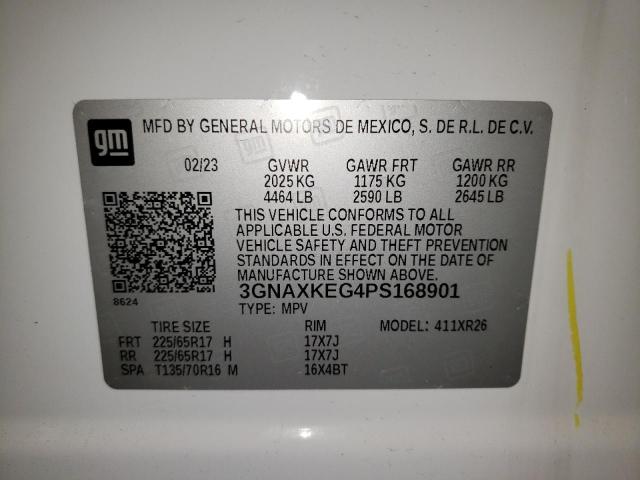 gm
MFD BY GENERAL MOTORS DE MEXICO, S. DE R.L. DE C.V.
02/23 GVWR GAWR FRT GAWR RR
2025 KG 1175 KG 1200 KG
4464 LB 2590 LB 2645 LB
THIS VEHICLE CONFORMS TO ALL
APPLICABLE U.S. FEDERAL MOTOR
VEHICLE SAFETY AND THEFT PREVENTION
STANDARDS IN EFFECT ON THE DATE OF
MANUFACTURE SHOWN ABOVE.
8624
3GNAXKEG4PS168901
TYPE: MPV
TIRE SIZE RIM MODEL: 411XR26
FRT 225/65R17 H 17X7J
RR 225/65R17 H 17X7J
SPA T135/70R16 M 16X4BT